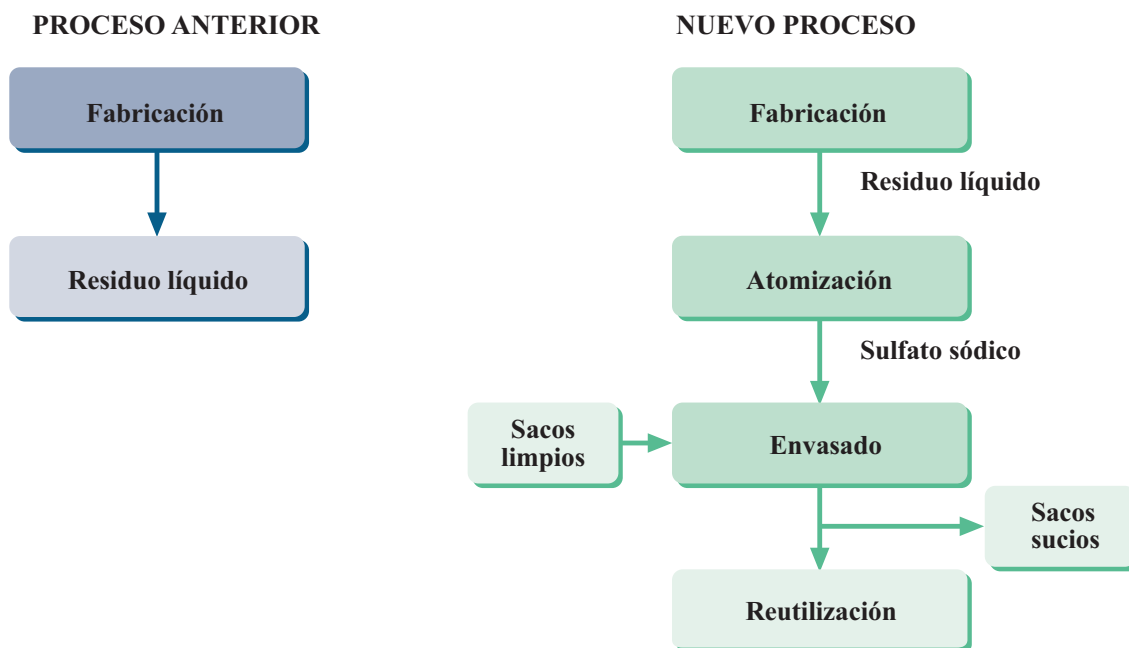 PROCESO ANTERIOR
Fabricación
Residuo líquido
NUEVO PROCESO
Fabricación
Residuo líquido
Atomización
Sulfato sódico
Sacos
limpios
Envasado
Sacos
sucios
Reutilización